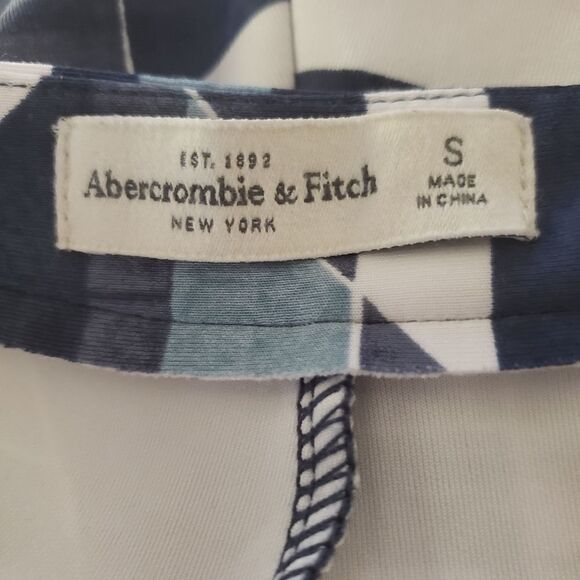 EST. 1892
Abercrombie & Fitch
NEW YORK
S
MADE
IN CHINA